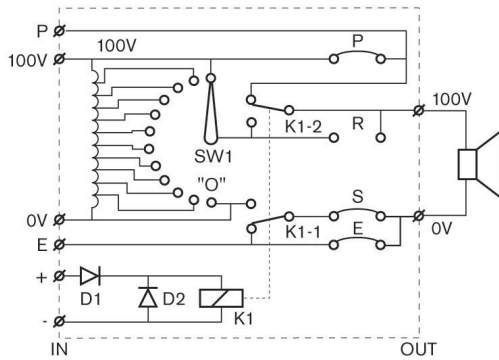 P
100V
100V
P
100V
K1-2
R
SW1
"O"
S
0V
K1-1
E
0V
E
+
D1
D2
K1
-
IN
OUT